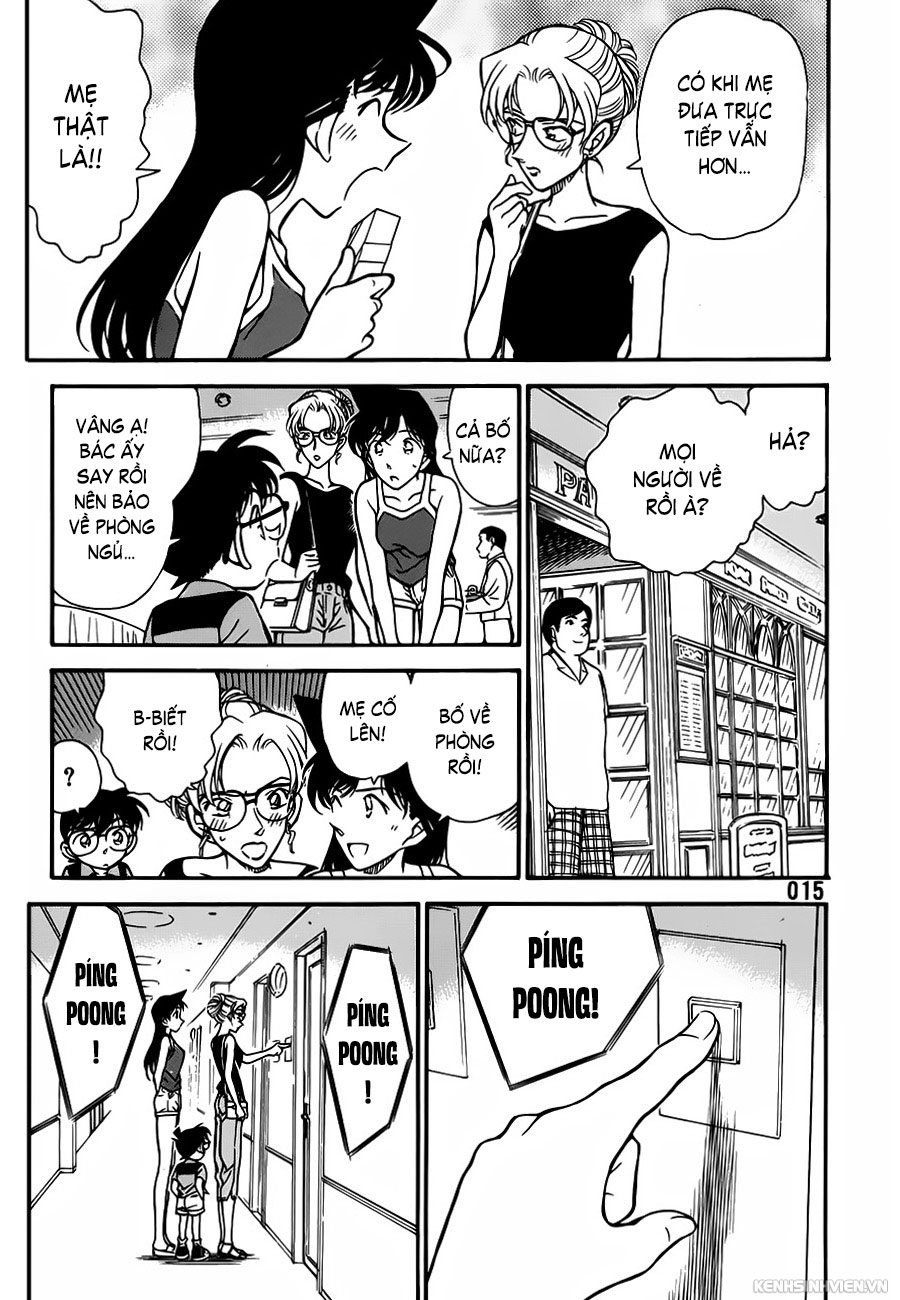 CÓ KHI MẸ
ĐƯA TRỰC
TIẾP VẪN
HƠN...
MẸ
THẬT
LÀ!!
HẢ?
MỌI
NGƯỜI VỀ
RỒI À?
PA
CẢ BỐ
NỮA?
VÂNG Ạ!
BÁC ẤY
SAY RỒI
NÊN BẢO
VỀ PHÒNG
NGỦ...
BỐ VỀ
PHÒNG
RỒI!
MẸ CỐ
LÊN!
B-BIẾT
RỒI!
?
015
PÍNG
POONG!
PÍNG
POONG
!
PÍNG
POONG
!
KENHSINHVIEN.VN